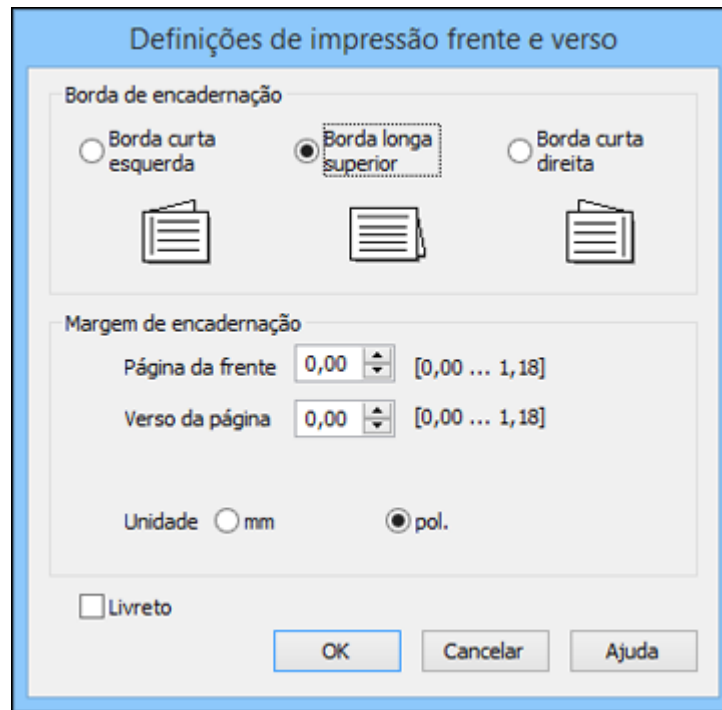 Definições de impressão frente e verso
Borda de encadernação
Borda curta esquerda
Borda longa superior
Borda curta direita
Margem de encadernação
Página da frente 0,00 [0,00 ... 1,18]
Verso da página 0,00 [0,00 ... 1,18]
Unidade mm pol.
Livreto
OK Cancelar Ajuda